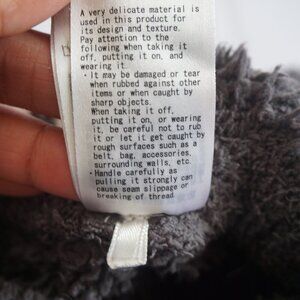 A very delicate material is
used in this product for
its design and texture.
Pay attention to the
following when taking it
off, putting it on, and
wearing it.
・It may be damaged or tear
when rubbed against other
items or when caught by
sharp objects.
When taking it off,
putting it on, or wearing
it, be careful not to rub
it or let it get caught by
rough surfaces such as a
belt, bag, accessories,
surrounding walls, etc.
・Handle carefully as
pulling it strongly can
cause seam slippage or
breaking of thread